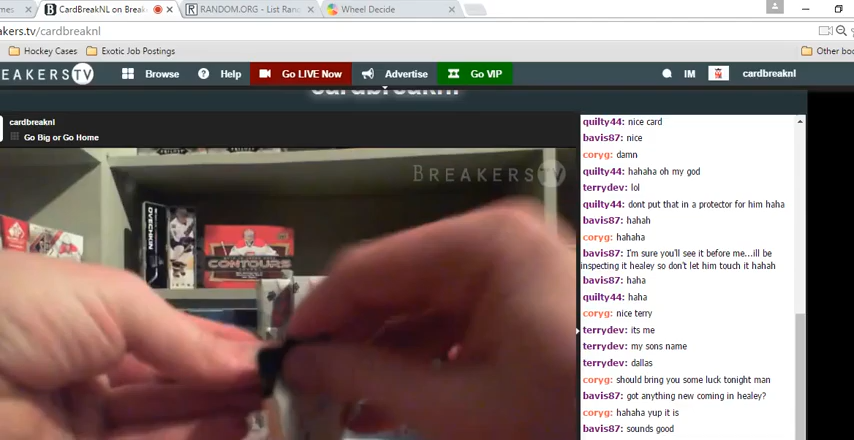 mes
CardBreakNL on Break
RANDOM.ORG - List Ran
Wheel Decide
akers.tv/cardbreaknl
Hockey Cases
Exotic Job Postings
Other boo
REAKERSTV
Browse
Help
Go LIVE Now
Advertise
Go VIP
IM
cardbreaknl
cardbreaknl
cardbreaknl
Go Big or Go Home
BREAKERSTV
OVECHKIN
CONTOURS
quilty44: nice card
bavis87: nice
coryg: damn
quilty44: hahaha oh my god
terrydev: lol
quilty44: dont put that in a protector for him haha
bavis87: hahah
coryg: hahaha
bavis87: I'm sure you'll see it before me...ill be
inspecting it healey so don't let him touch it hahah
bavis87: haha
quilty44: haha
coryg: nice terry
terrydev: its me
terrydev: my sons name
terrydev: dallas
coryg: should bring you some luck tonight man
bavis87: got anything new coming in healey?
coryg: hahaha yup it is
bavis87: sounds good